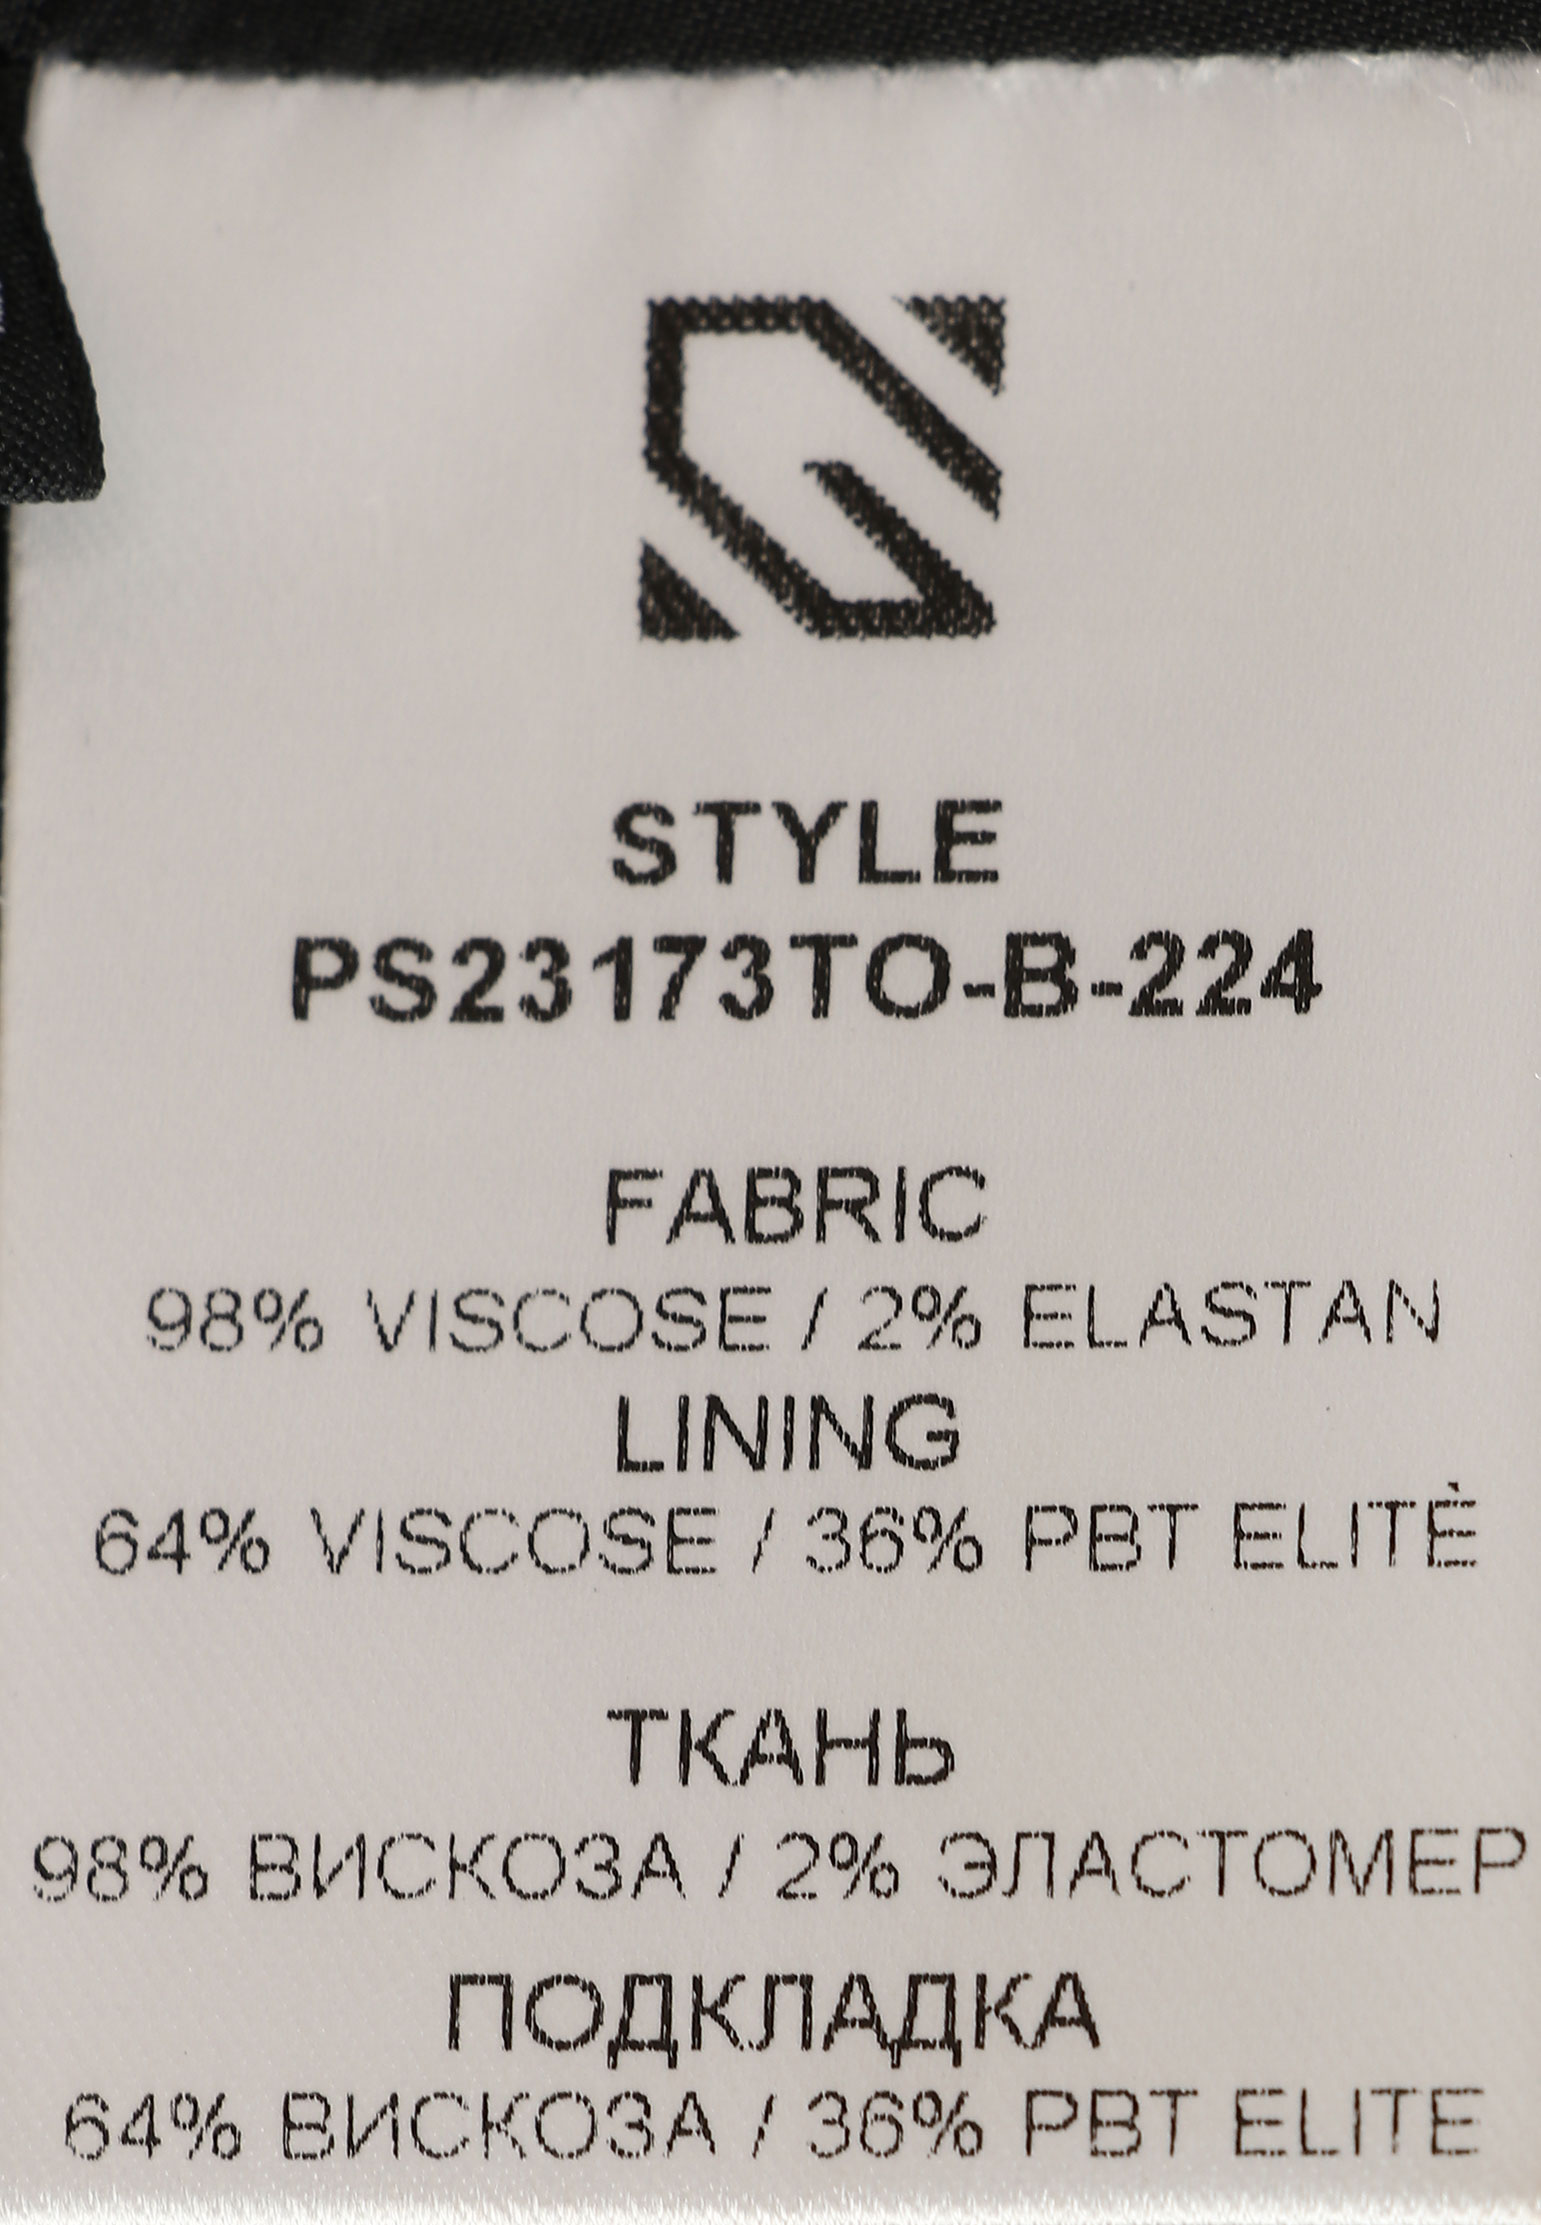 STYLE
PS23173TO-B-224
FABRIC
98% VISCOSE / 2% ELASTAN
LINING
64% VISCOSE / 36% PBT ELITĖ
ТКАНЬ
98% ВИСКОЗА / 2% ЭЛАСТОМЕР
ПОДКЛАДКА
64% ВИСКОЗА / 36% PBT ELITE